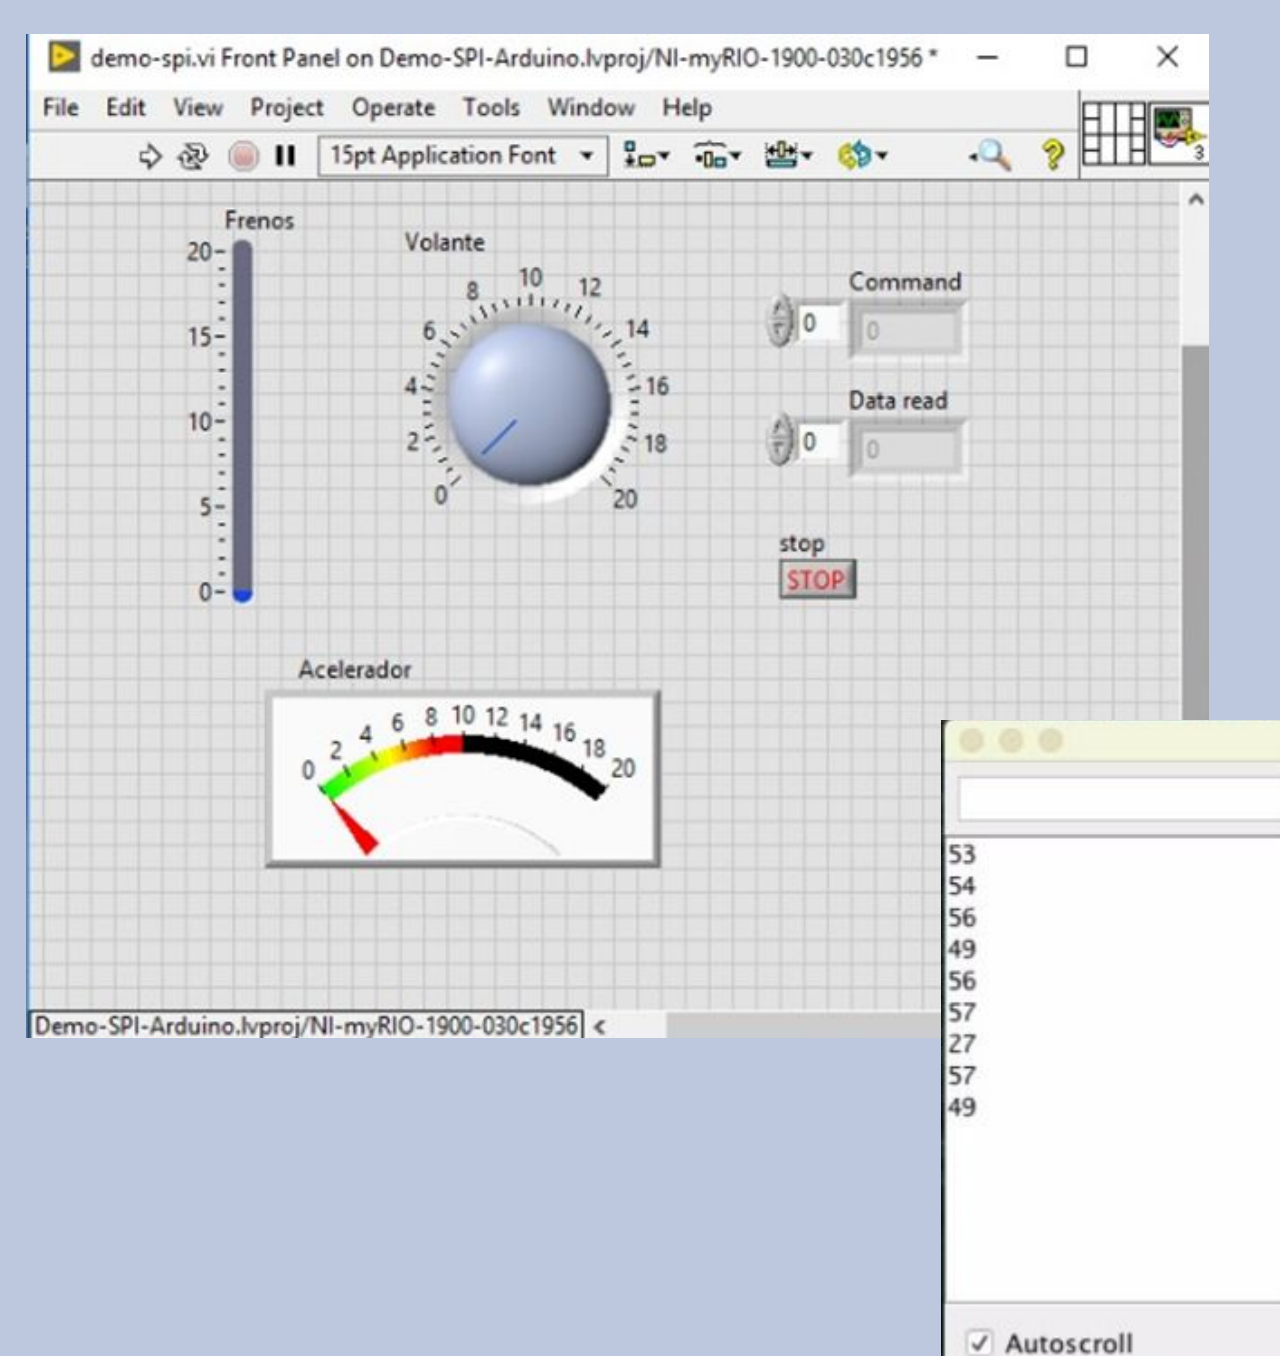 demo-spi.vi Front Panel on Demo-SPI-Arduino.lvproj/NI-myRIO-1900-030c1956 *
File Edit View Project Operate Tools Window Help
15pt Application Font
3
Frenos
20
15
10
5
0
Volante
0 2 4 6 8 10 12 14 16 18 20
Command
0 0
Data read
0 0
stop
STOP
Acelerador
0 2 4 6 8 10 12 14 16 18 20
Demo-SPI-Arduino.lvproj/NI-myRIO-1900-030c1956 <
53
54
56
49
56
57
27
57
49
Autoscroll